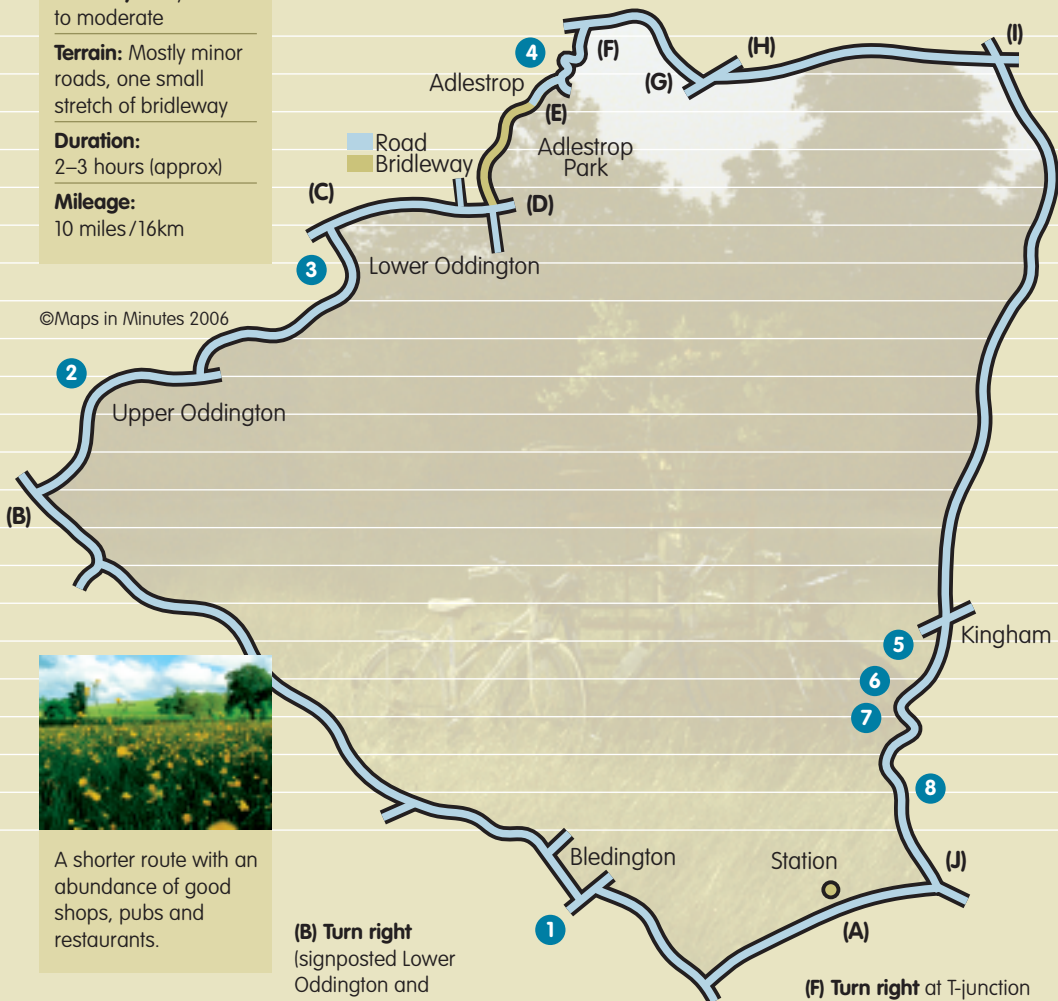 to moderate
Terrain: Mostly minor
roads, one small
stretch of bridleway
Duration:
2–3 hours (approx)
Mileage:
10 miles/16km
©Maps in Minutes 2006
Road
Bridleway
4
(F)
(H)
(I)
Adlestrop
(G)
(E)
Adlestrop
Park
(C)
(D)
3
Lower Oddington
2
Upper Oddington
(B)
5
Kingham
6
7
8
Bledington
Station
(J)
1
(A)
A shorter route with an
abundance of good
shops, pubs and
restaurants.
(B) Turn right
(signposted Lower
Oddington and
(F) Turn right at T-junction